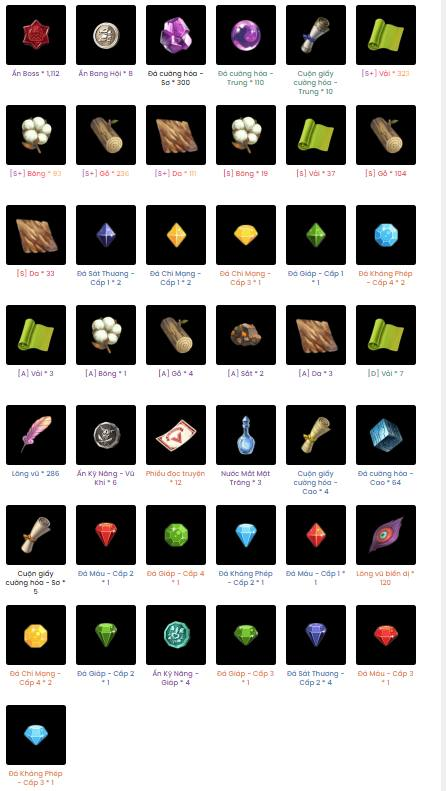 Ấn Boss * 1,112
Ấn Bang Hội * 8
Đá cường hóa -
Sơ * 300
Đá cường hóa -
Trung * 110
Cuộn giấy
cường hóa -
Trung * 10
[S+] Vải * 323
[S+] Bông * 93
[S+] Gỗ * 236
[S+] Da * 111
[S] Bông * 19
[S] Vải * 37
[S] Gỗ * 104
[S] Da * 33
Đá Sát Thương -
Cấp 1 * 2
Đá Chí Mạng -
Cấp 1 * 2
Đá Chí Mạng -
Cấp 3 * 1
Đá Giáp - Cấp 1
* 1
Đá Kháng Phép
- Cấp 4 * 2
[A] Vải * 3
[A] Bông * 1
[A] Gỗ * 4
[A] Sắt * 2
[A] Da * 3
[D] Vải * 7
Lông vũ * 286
Ấn Kỹ Năng - Vũ
Khí * 6
Phiếu đọc truyện
* 12
Nước Mắt Mặt
Trăng * 3
Cuộn giấy
cường hóa -
Cao * 4
Đá cường hóa -
Cao * 64
Cuộn giấy
cường hóa - Sơ *
5
Đá Máu - Cấp 2
* 1
Đá Giáp - Cấp 4
* 1
Đá Kháng Phép
- Cấp 2 * 1
Đá Máu - Cấp 1 *
1
Lông vũ biến dị *
120
Đá Chí Mạng -
Cấp 4 * 2
Đá Giáp - Cấp 2
* 1
Ấn Kỹ Năng -
Giáp * 4
Đá Giáp - Cấp 3
* 1
Đá Sát Thương -
Cấp 2 * 4
Đá Máu - Cấp 3
* 1
Đá Kháng Phép
- Cấp 3 * 1